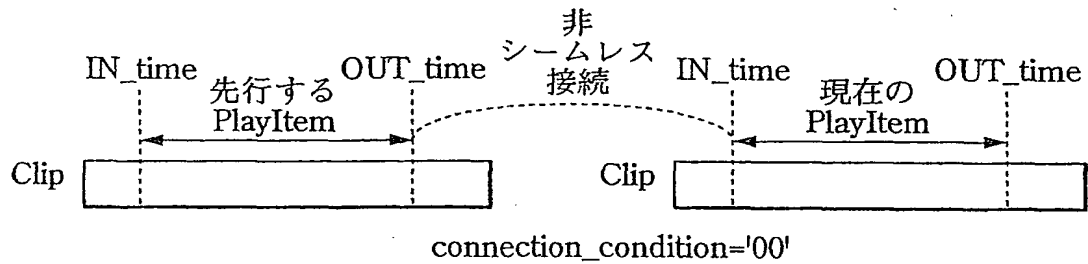 非
シームレス
接続
IN_time
OUT_time
IN_time
OUT_time
先行する
PlayItem
現在の
PlayItem
Clip
Clip
connection_condition='00'